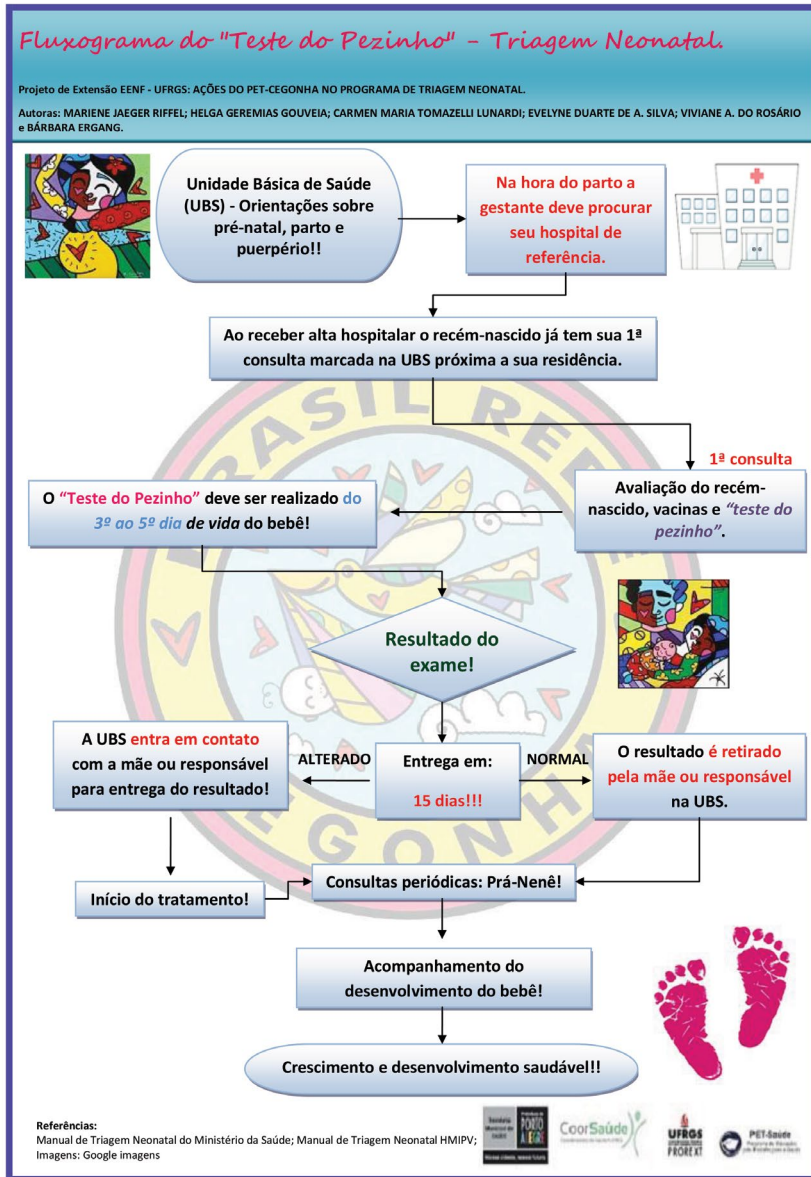 Fluxograma do "Teste do Pezinho" - Triagem Neonatal.
Projeto de Extensão EENF - UFRGS: AÇÕES DO PET-CEGONHA NO PROGRAMA DE TRIAGEM NEONATAL.
Autoras: MARIENE JAEGER RIFFEL; HELGA GEREMIAS GOUVEIA; CARMEN MARIA TOMAZELLI LUNARDI; EVELYNE DUARTE DE A. SILVA; VIVIANE A. DO ROSÁRIO
e BÁRBARA ERGANG.
Unidade Básica de Saúde
(UBS) - Orientações sobre
pré-natal, parto e
puerpério!!
Na hora do parto a
gestante deve procurar
seu hospital de
referência.
Ao receber alta hospitalar o recém-nascido já tem sua 1ª
consulta marcada na UBS próxima a sua residência.
1ª consulta
Avaliação do recém-
nascido, vacinas e “teste do
pezinho”.
O “Teste do Pezinho” deve ser realizado do
3º ao 5º dia de vida do bebê!
Resultado do
exame!
A UBS entra em contato
com a mãe ou responsável
para entrega do resultado!
ALTERADO
Entrega em:
15 dias!!!
NORMAL
O resultado é retirado
pela mãe ou responsável
na UBS.
Início do tratamento!
Consultas periódicas: Prá-Nenê!
Acompanhamento do
desenvolvimento do bebê!
Crescimento e desenvolvimento saudável!!
BRASIL
CEGONHA
Referências:
Manual de Triagem Neonatal do Ministério da Saúde; Manual de Triagem Neonatal HMIPV;
Imagens: Google imagens
PORTO
ALEGRE
CoorSaúde
UFRGS
PROREXT
PET-Saúde